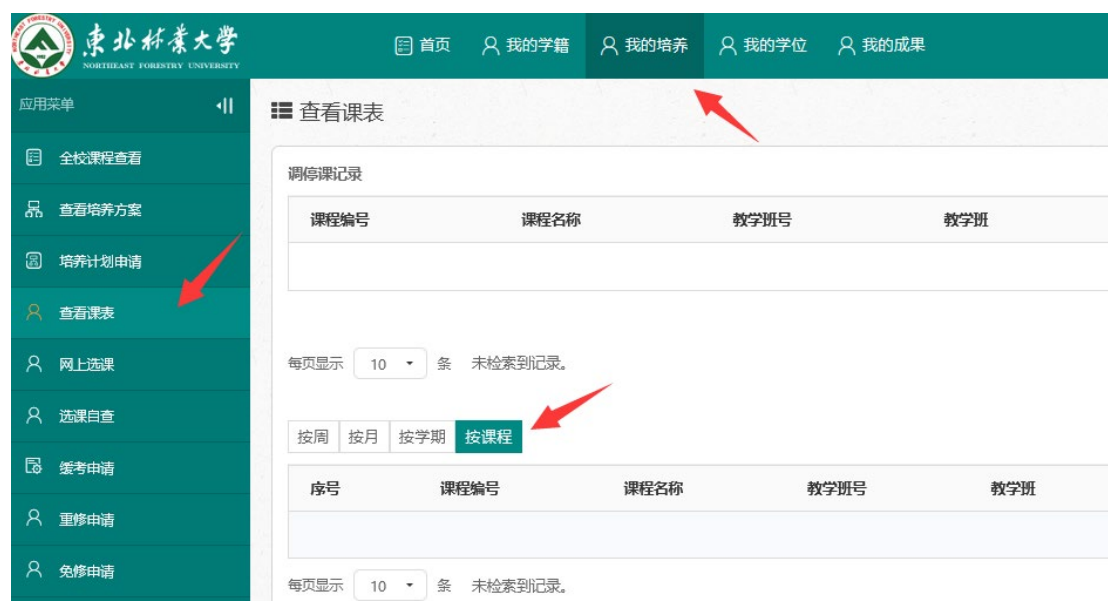 東北林業大學
NORTHEAST FORESTRY UNIVERSITY
首页 我的学籍 我的培养 我的学位 我的成果
应用菜单
全校课程查看
查看培养方案
培养计划申请
查看课表
网上选课
选课自查
缓考申请
重修申请
免修申请
查看课表
调停课记录
课程编号 课程名称 教学班号 教学班
每页显示 10 条 未检索到记录。
按周 按月 按学期 按课程
序号 课程编号 课程名称 教学班号 教学班
每页显示 10 条 未检索到记录。